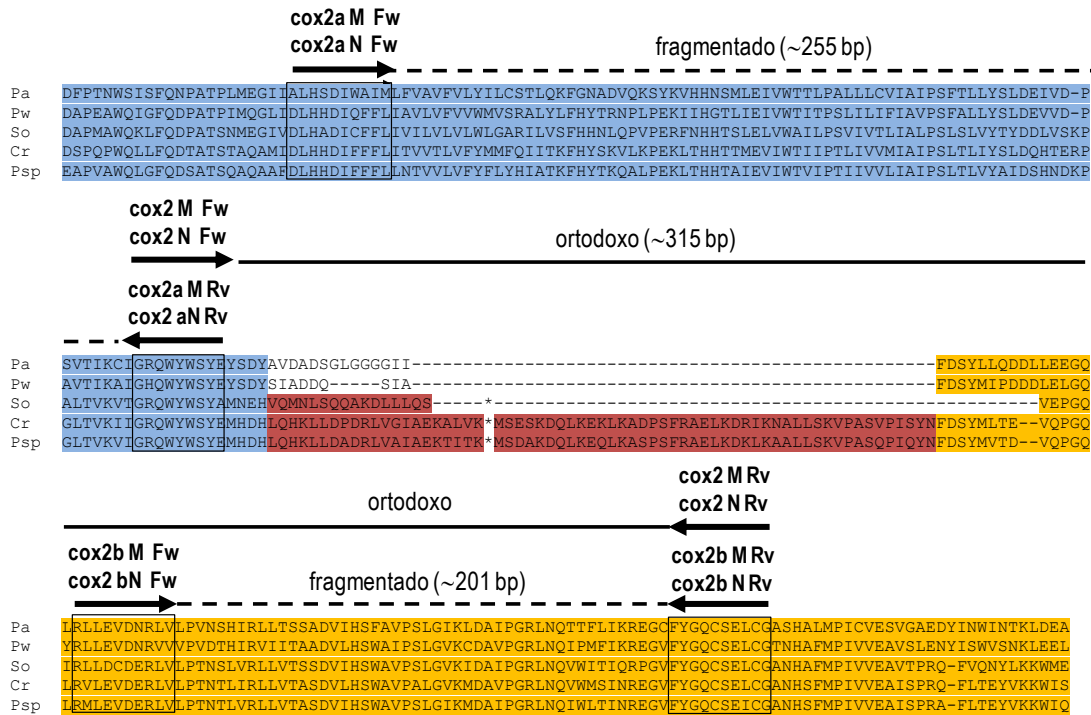 cox2a M Fw
cox2a N Fw
fragmentado (~255 bp)
Pa DFPTNWSISFQNPATPLMEGIIALHSDIWAIMLFVAVFVLYILCSTLQKFGNADVQKSYKVHHNSMLEIVWTTLPALLLCVIAIPSFTLLYSLDEIVD-P
Pw DAPEAWQIGFQDPATPIMQGLIDLHHDIQFFLIAVLVFVVWMVSRALYLFHYTRNPLPEKIIHGTLIEIVWTITPSLILIFIAVPSFALLYSLDEVVD-P
So DAPMAWQKLFQDPATSNMEGIVDLHADICFFLIVILVLVLWLGARILVSFHHNLQPVPERFNHHTSLELVWAILPSVIVTLIALPSLSLVYTYDDLVSKP
Cr DSPQPWQLLFQDTATSTAQAMIDLHHDIFFFLITVVTLVFYMMFQIITKFHYSKVLKPEKLTHHTTMEVIWTIIPTLIVVMIAIPSLTLIYSLDQHTERP
Psp EAPVAWQLGFQDSATSQAQAAFDLHHDIFFFLLNTVVLVFYFLYHIATKFHYTKQALPEKLTHHTAIEVIWTVIPTIIVVLIAIPSLTLVYAIDSHNDKP
cox2 M Fw
cox2 N Fw
ortodoxo (~315 bp)
cox2a M Rv
cox2 aN Rv
Pa SVTIKCIGRQWYWSYEYSDYAVDADSGLGGGGII---------------------------------------------------FDSYLLQDDLLEEGQ
Pw AVTIKAIGHQWYWSYEYSDYSIADDQ-----SIA---------------------------------------------------FDSYMIPDDDLELGQ
So ALTVKVTGRQWYWSYAMNEHVQMNLSQQAKDLLLQS-----*-----------------------------------------------------VEPGQ
Cr GLTVKIIGRQWYWSYEMHDHLQHKLLPDRLVGIAEKALVK*MSESKDQLKEKLKADPSFRAELKDRIKNALLSKVPASVPISYNFDSYMLTE--VQPGQ
Psp GLTVKVIGRQWYWSYEMHDHLQHKLLDADRLVAIAEKTITK*MSDAKDQLKEQLKASPSFRAELKDKLKAALLSKVPASQPIQYNFDSYMVTD--VQPGQ
ortodoxo
cox2 M Rv
cox2 N Rv
cox2b M Fw
cox2 bN Fw
fragmentado (~201 bp)
cox2b M Rv
cox2b N Rv
Pa LRLLEVDNRLVLPVNSHIRLLTSSADVIHSFAVPSLGIKLDAIPGRLNQTTFLIKREGCFYGQCSELCGASHALMPICVESVGAEDYINWINTKLDEA
Pw YRLLEVDNRVVVPVDTHIRVIITAADVIHSWAVPSLGVKCDAVPGRLNQIPMFIKREGVFYGQCSELCGTNHAFMPIVVEAVSLENYISWVSNKLEEL
So IRLLDCDERLVLPTNSLVRLLVTSSDVIHSWAVPSLGVKIDAIPGRLNQVWITIQRPGVFYGQCSELCGANHAFMPIVVEAVTPRQ-FVQNYLKKWME
Cr LRVLEVDERLVLPTNTLIRLLVTASDVLHSWAVPALGVKMDAVPGRLNQVWMSINREGVFYGQCSELCGANHSFMPIVVEAISPRQ-FLTEYVKKWIS
Psp LRMLEVDERLVLPTNTLVRLLVTASDVIHSWAVPSLGIKMDAIPGRLNQIWLTINREGVFYGQCSEICGANHSFMPIVVEAISPRA-FLTEYVKKWIQ